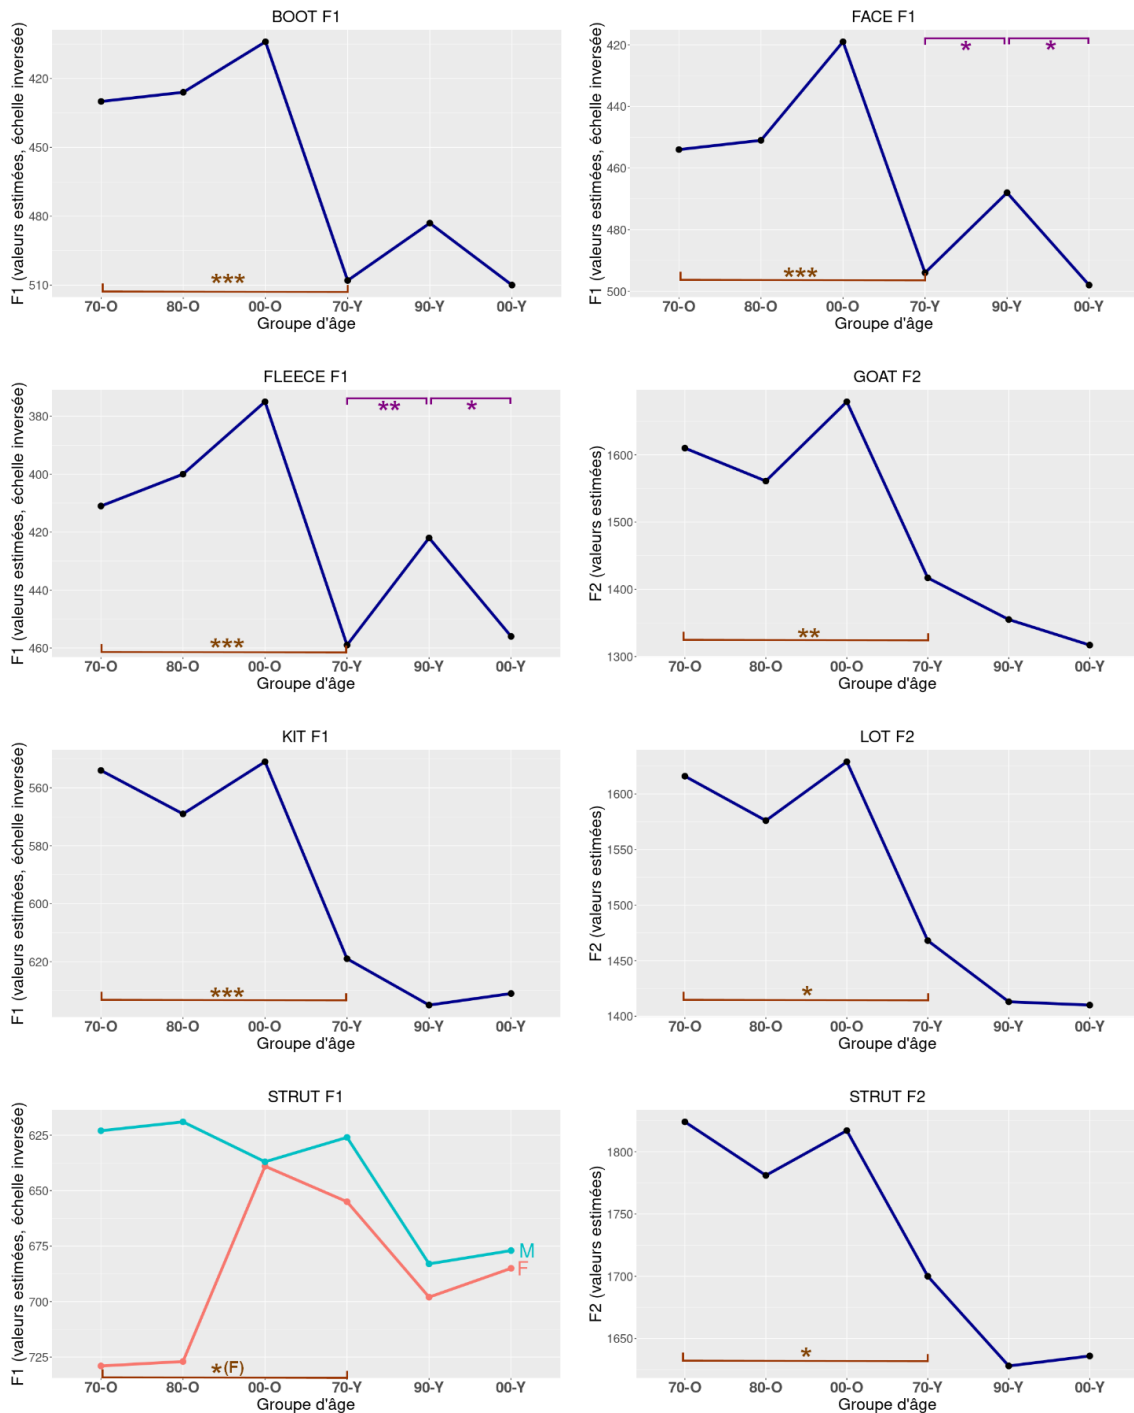 BOOT F1
F1 (valeurs estimées, échelle inversée)
420
450
480
510
***
70-O 80-O 00-O 70-Y 90-Y 00-Y
Groupe d'âge
FACE F1
F1 (valeurs estimées, échelle inversée)
420
440
460
480
500
* *
***
70-O 80-O 00-O 70-Y 90-Y 00-Y
Groupe d'âge
FLEECE F1
F1 (valeurs estimées, échelle inversée)
380
400
420
440
460
** *
***
70-O 80-O 00-O 70-Y 90-Y 00-Y
Groupe d'âge
GOAT F2
F2 (valeurs estimées)
1600
1500
1400
1300
**
70-O 80-O 00-O 70-Y 90-Y 00-Y
Groupe d'âge
KIT F1
F1 (valeurs estimées, échelle inversée)
560
580
600
620
***
70-O 80-O 00-O 70-Y 90-Y 00-Y
Groupe d'âge
LOT F2
F2 (valeurs estimées)
1600
1550
1500
1450
1400
*
70-O 80-O 00-O 70-Y 90-Y 00-Y
Groupe d'âge
STRUT F1
F1 (valeurs estimées, échelle inversée)
625
650
675
700
725
M
F
*(F)
70-O 80-O 00-O 70-Y 90-Y 00-Y
Groupe d'âge
STRUT F2
F2 (valeurs estimées)
1800
1750
1700
1650
*
70-O 80-O 00-O 70-Y 90-Y 00-Y
Groupe d'âge